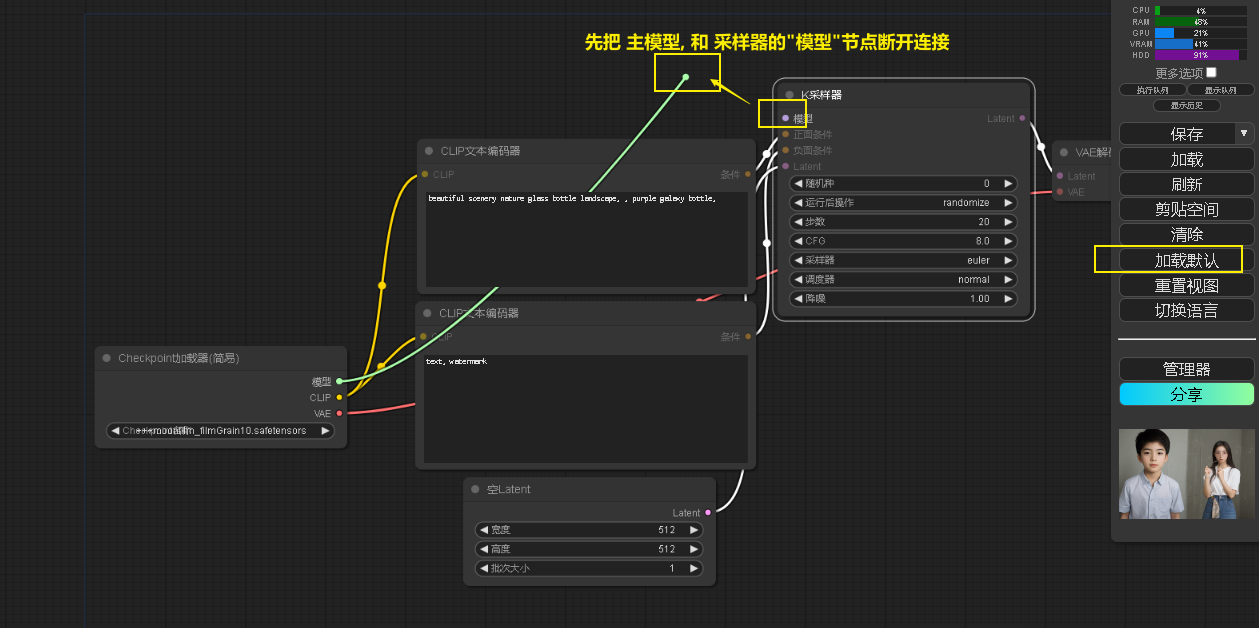 先把 主模型, 和 采样器的"模型"节点断开连接
K采样器
模型
正面条件
负面条件
Latent
Latent
随机种 0
运行后操作 randomize
步数 20
CFG 8.0
采样器 euler
调度器 normal
降噪 1.00
VAE解
Latent
VAE
CLIP文本编码器
CLIP
条件
beautiful scenery nature glass bottle landscape, , purple galaxy bottle,
CLIP文本编码器
CLIP
条件
text, watermark
Checkpoint加载器(简易)
模型
CLIP
VAE
filmGrain10.safetensors
空Latent
Latent
宽度 512
高度 512
批次大小 1
CPU 4%
RAM 48%
GPU 21%
VRAM 41%
HDD 91%
更多选项
执行队列 显示队列
显示历史
保存
加载
刷新
剪贴空间
清除
加载默认
重置视图
切换语言
管理器
分享